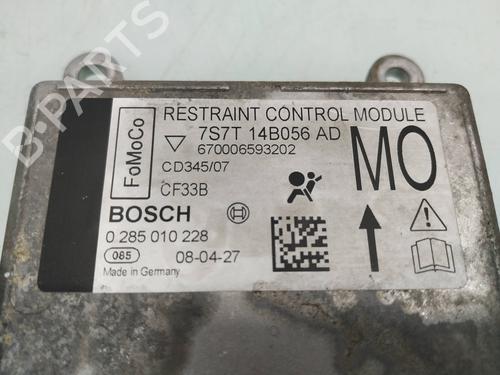 RESTRAINT CONTROL MODULE
FoMoCo
7S7T 14B056 AD
670006593202
MO
CD345/07
CF33B
BOSCH
0 285 010 228
085
08-04-27
Made in Germany
B-PARTS